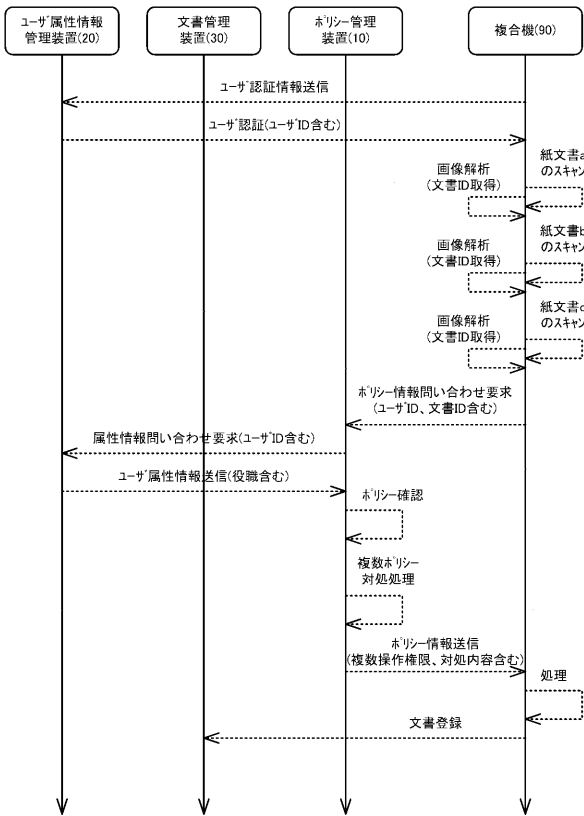 ユーザ属性情報
管理装置(20)
文書管理
装置(30)
ポリシー管理
装置(10)
複合機(90)
ユーザ認証情報送信
ユーザ認証(ユーザID含む)
紙文書a
のスキャン
画像解析
(文書ID取得)
紙文書b
のスキャン
画像解析
(文書ID取得)
紙文書c
のスキャン
画像解析
(文書ID取得)
ポリシー情報問い合わせ要求
(ユーザID、文書ID含む)
属性情報問い合わせ要求(ユーザID含む)
ユーザ属性情報送信(役職含む)
ポリシー確認
複数ポリシー
対処処理
ポリシー情報送信
(複数操作権限、対処内容含む)
処理
文書登録